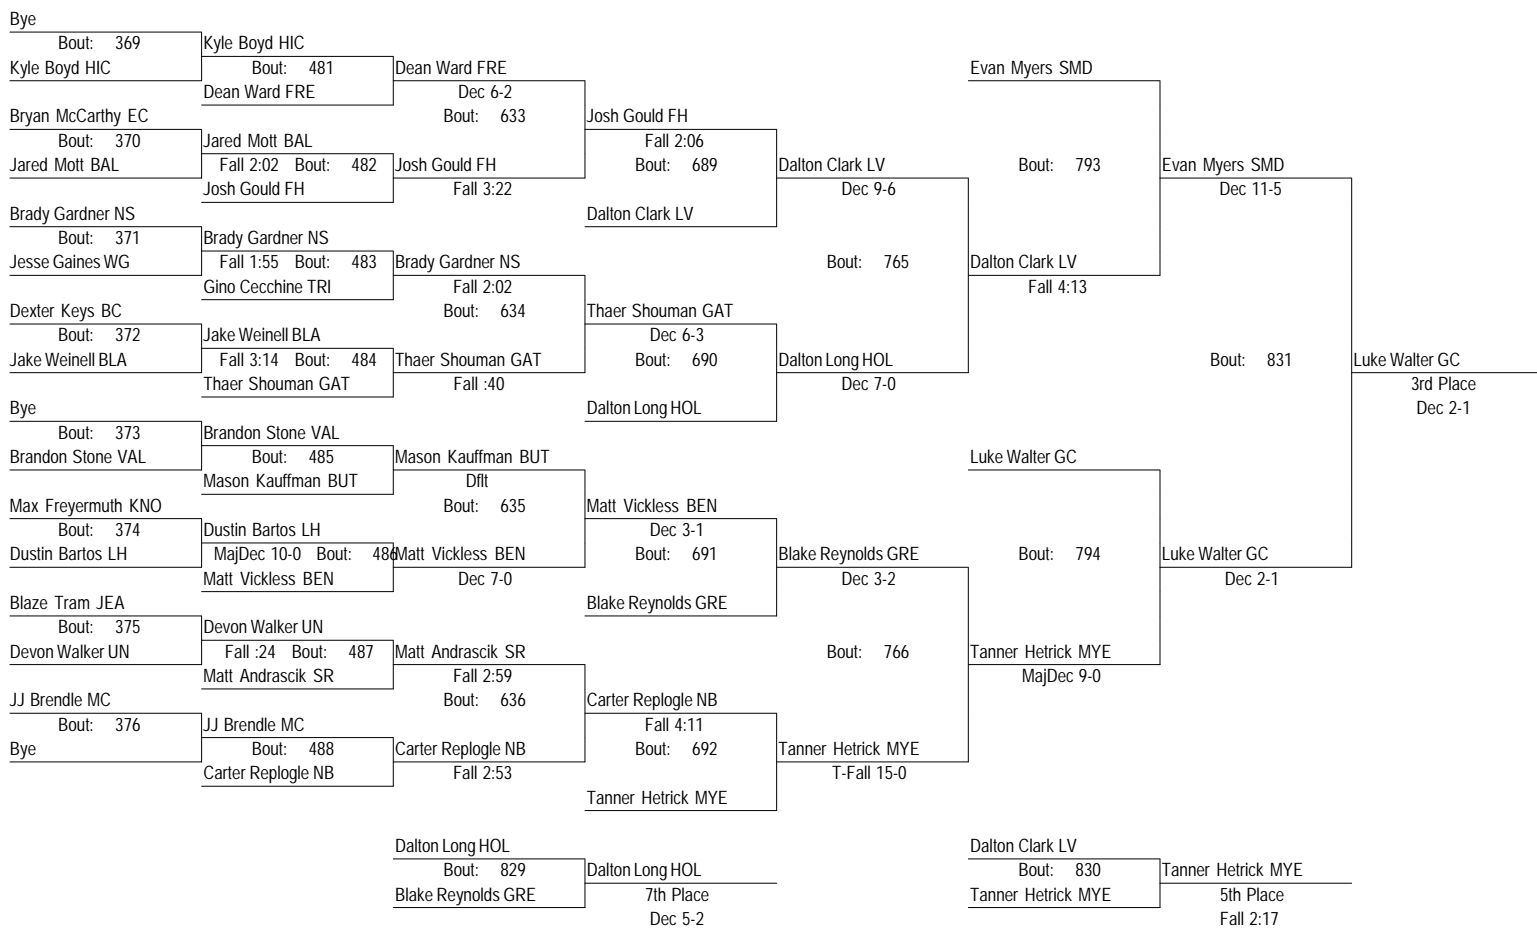 Bye
Bout: 369 Kyle Boyd HIC
Kyle Boyd HIC Bout: 481 Dean Ward FRE Evan Myers SMD
Dean Ward FRE Dec 6-2
Bryan McCarthy EC Bout: 633 Josh Gould FH
Bout: 370 Jared Mott BAL Fall 2:06
Jared Mott BAL Fall 2:02 Bout: 482 Josh Gould FH Bout: 689 Dalton Clark LV Bout: 793 Evan Myers SMD
Josh Gould FH Fall 3:22 Dec 9-6 Dec 11-5
Brady Gardner NS Dalton Clark LV
Bout: 371 Brady Gardner NS
Jesse Gaines WG Fall 1:55 Bout: 483 Brady Gardner NS Bout: 765 Dalton Clark LV
Gino Cecchine TRI Fall 2:02 Fall 4:13
Dexter Keys BC Bout: 634 Thaer Shouman GAT
Bout: 372 Jake Weinell BLA Dec 6-3
Jake Weinell BLA Fall 3:14 Bout: 484 Thaer Shouman GAT Bout: 690 Dalton Long HOL Bout: 831 Luke Walter GC
Thaer Shouman GAT Fall :40 Dec 7-0 3rd Place
Bye Dalton Long HOL Dec 2-1
Bout: 373 Brandon Stone VAL
Brandon Stone VAL Bout: 485 Mason Kauffman BUT Luke Walter GC
Mason Kauffman BUT Dflt
Max Freyermuth KNO Bout: 635 Matt Vickless BEN
Bout: 374 Dustin Bartos LH Dec 3-1
Dustin Bartos LH MajDec 10-0 Bout: 486 Matt Vickless BEN Bout: 691 Blake Reynolds GRE Bout: 794 Luke Walter GC
Matt Vickless BEN Dec 7-0 Dec 3-2 Dec 2-1
Blaze Tram JEA Blake Reynolds GRE
Bout: 375 Devon Walker UN
Devon Walker UN Fall :24 Bout: 487 Matt Andrascik SR Bout: 766 Tanner Hetrick MYE
Matt Andrascik SR Fall 2:59 MajDec 9-0
JJ Brendle MC Bout: 636 Carter Replogle NB
Bout: 376 JJ Brendle MC Fall 4:11
Bye Bout: 488 Carter Replogle NB Bout: 692 Tanner Hetrick MYE
Carter Replogle NB Fall 2:53 T-Fall 15-0
Tanner Hetrick MYE
Dalton Long HOL Dalton Clark LV
Bout: 829 Dalton Long HOL Bout: 830 Tanner Hetrick MYE
Blake Reynolds GRE 7th Place Tanner Hetrick MYE 5th Place
Dec 5-2 Fall 2:17